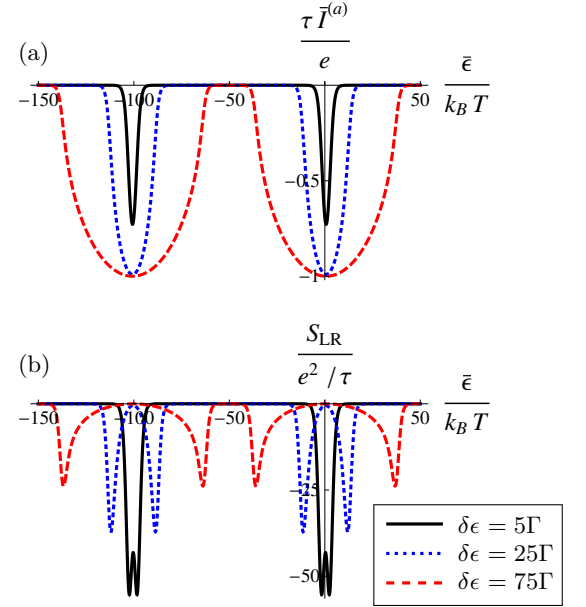 (a)
τ Ī^(a) / e
ε̄ / k_B T
−150 −100 −50 50
−0.5
−1
(b)
S_LR / e² /τ
ε̄ / k_B T
−150 −100 −50 50
−25
−50
δϵ = 5Γ
δϵ = 25Γ
δϵ = 75Γ